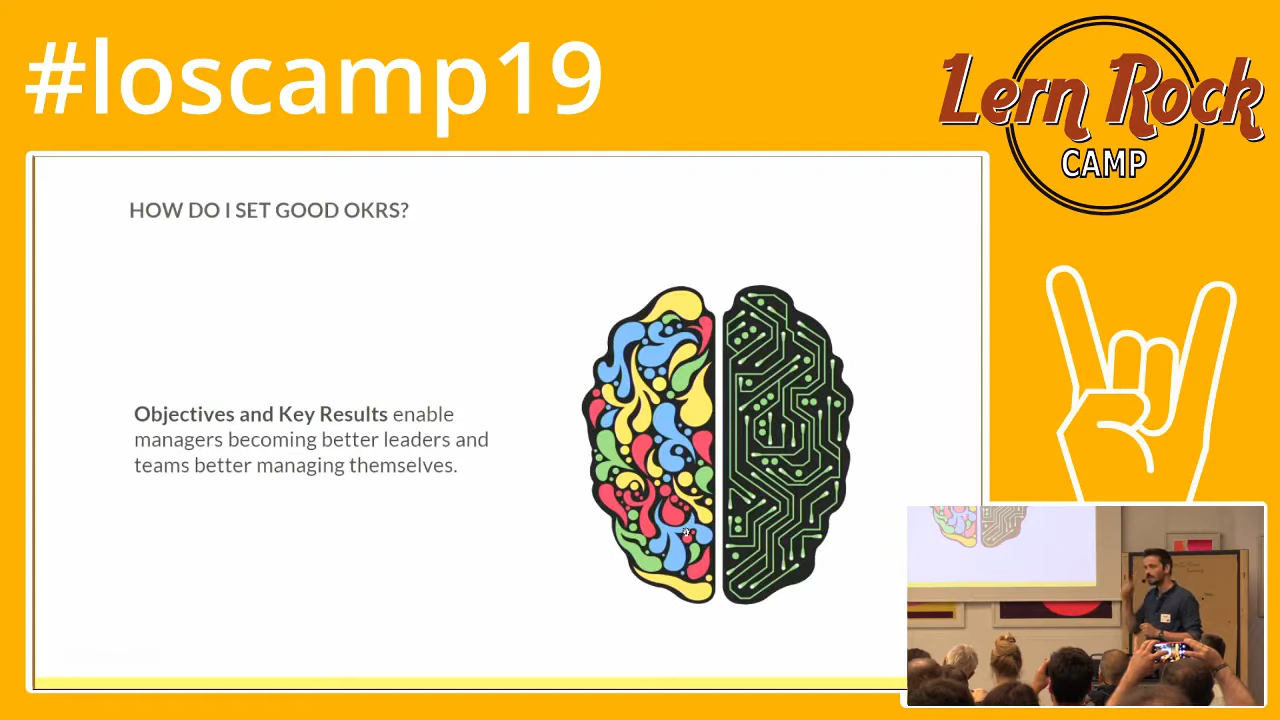 #loscamp19
Lern Rock
CAMP
HOW DO I SET GOOD OKRS?
Objectives and Key Results enable
managers becoming better leaders and
teams better managing themselves.